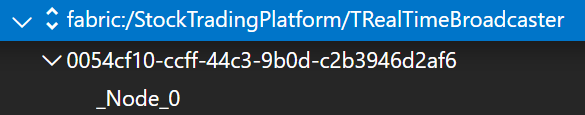 fabric:/StockTradingPlatform/TRealTimeBroadcaster
0054cf10-ccff-44c3-9b0d-c2b3946d2af6
_Node_0